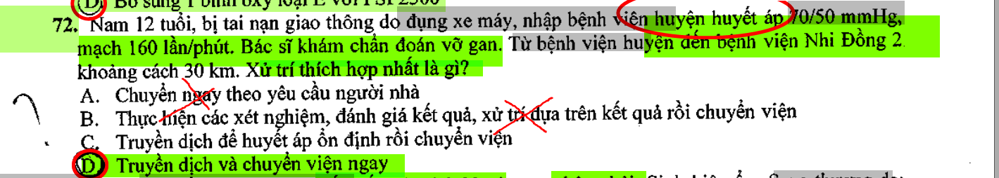 D. Bổ sung 1 bình oxy loại E với PSI 2500
72. Nam 12 tuổi, bị tai nạn giao thông do đụng xe máy, nhập bệnh viên huyện huyết áp 70/50 mmHg,
mạch 160 lần/phút. Bác sĩ khám chẩn đoán vỡ gan. Từ bệnh viện huyện đến bệnh viện Nhi Đồng 2
khoảng cách 30 km. Xử trí thích hợp nhất là gì?
A. Chuyển ngay theo yêu cầu người nhà
B. Thực hiện các xét nghiệm, đánh giá kết quả, xử trí dựa trên kết quả rồi chuyển viện
C. Truyền dịch để huyết áp ổn định rồi chuyển viện
D. Truyền dịch và chuyển viện ngay